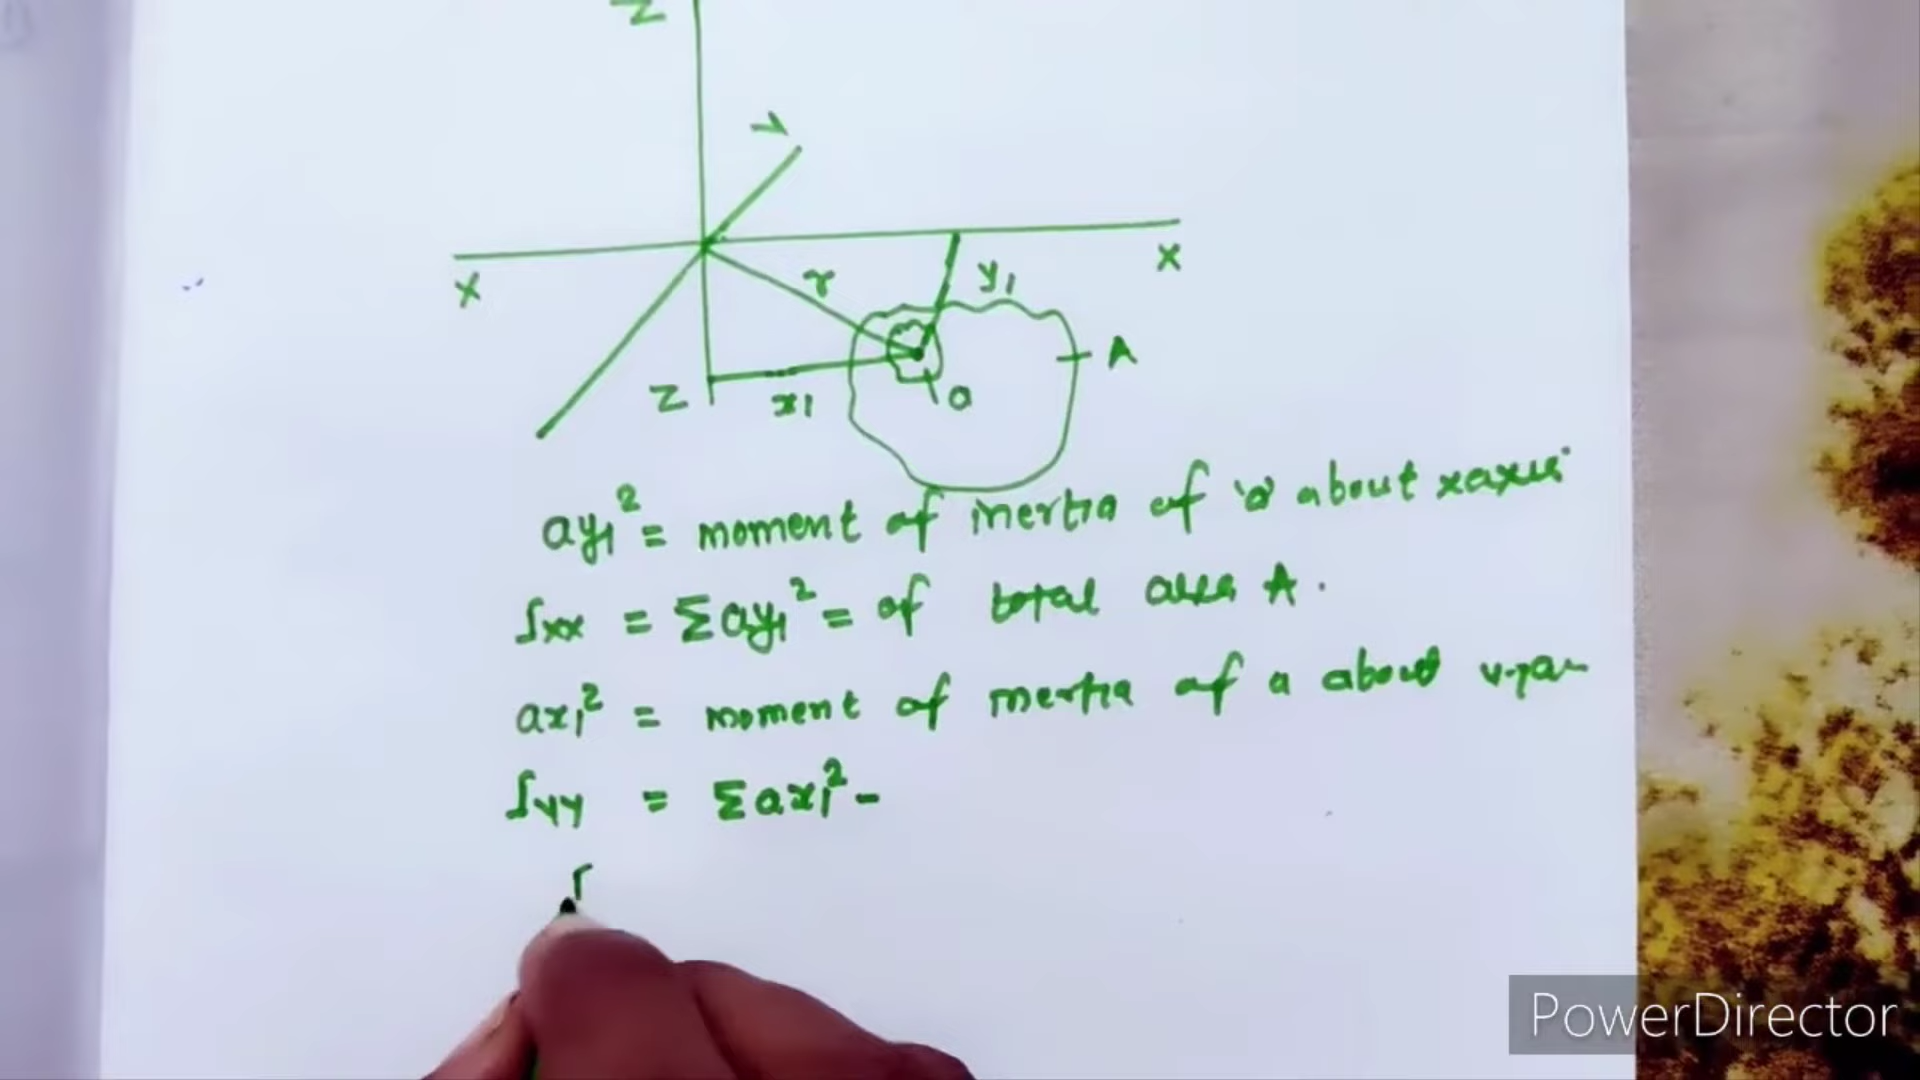 Z
Y
X
X
r
y₁
A
a
Z
x₁
ay₁² = moment of inertia of 'a' about xaxis
Ixx = Σay₁² = of total area A.
ax₁² = moment of inertia of a about
Iyy = Σax₁² -
PowerDirector